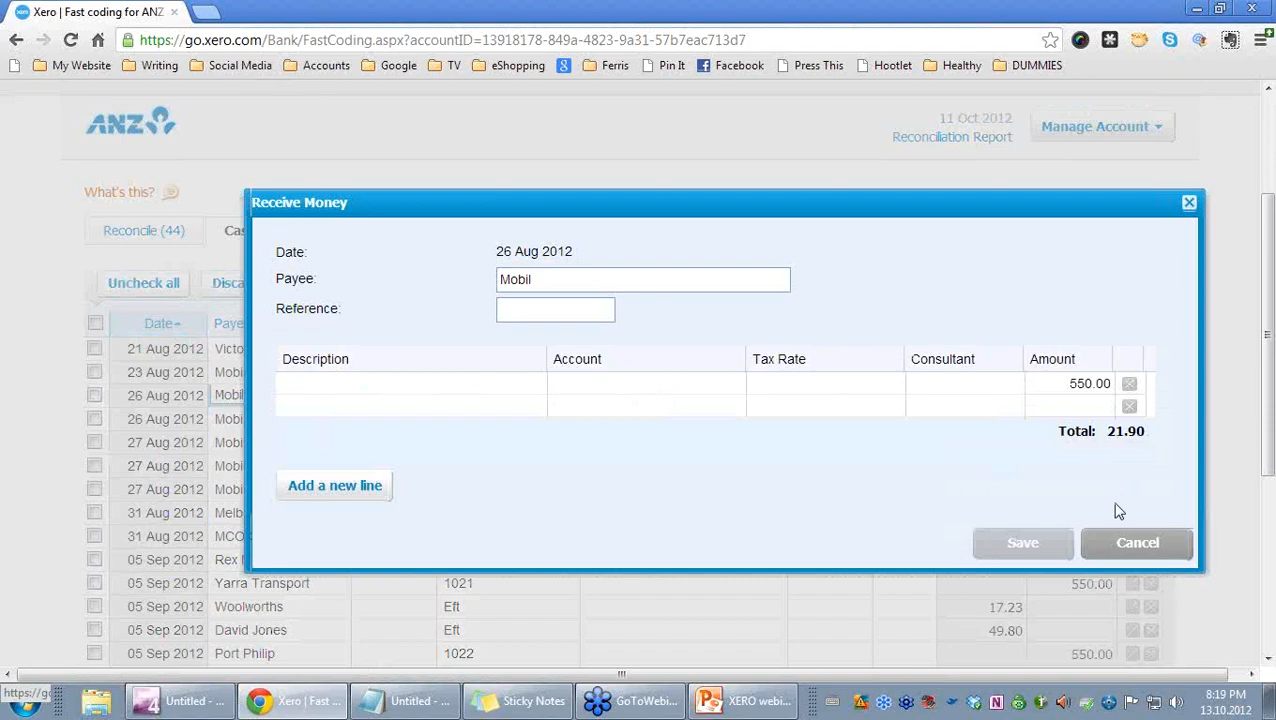 Xero | Fast coding for ANZ
https://go.xero.com/Bank/FastCoding.aspx?accountID=13918178-849a-4823-9a31-57b7eac713d7
My Website Writing Social Media Accounts Google TV eShopping Ferris Pin It Facebook Press This Hootlet Healthy DUMMIES
ANZ
11 Oct 2012
Reconciliation Report
Manage Account
What's this?
Receive Money
Reconcile (44)
Date: 26 Aug 2012
Payee: Mobil
Reference:
Uncheck all
Date
Description Account Tax Rate Consultant Amount
21 Aug 2012
23 Aug 2012
550.00
26 Aug 2012
26 Aug 2012
Total: 21.90
27 Aug 2012
27 Aug 2012
27 Aug 2012
Add a new line
31 Aug 2012
31 Aug 2012
Save Cancel
05 Sep 2012
05 Sep 2012 Yarra Transport 1021 550.00
05 Sep 2012 Woolworths Eft 17.23
05 Sep 2012 David Jones Eft 49.80
05 Sep 2012 Port Philip 1022 550.00
https://go
Untitled - ... Xero | Fast ... Untitled - ... Sticky Notes GoToWebi... XERO webi...
8:19 PM
13.10.2012